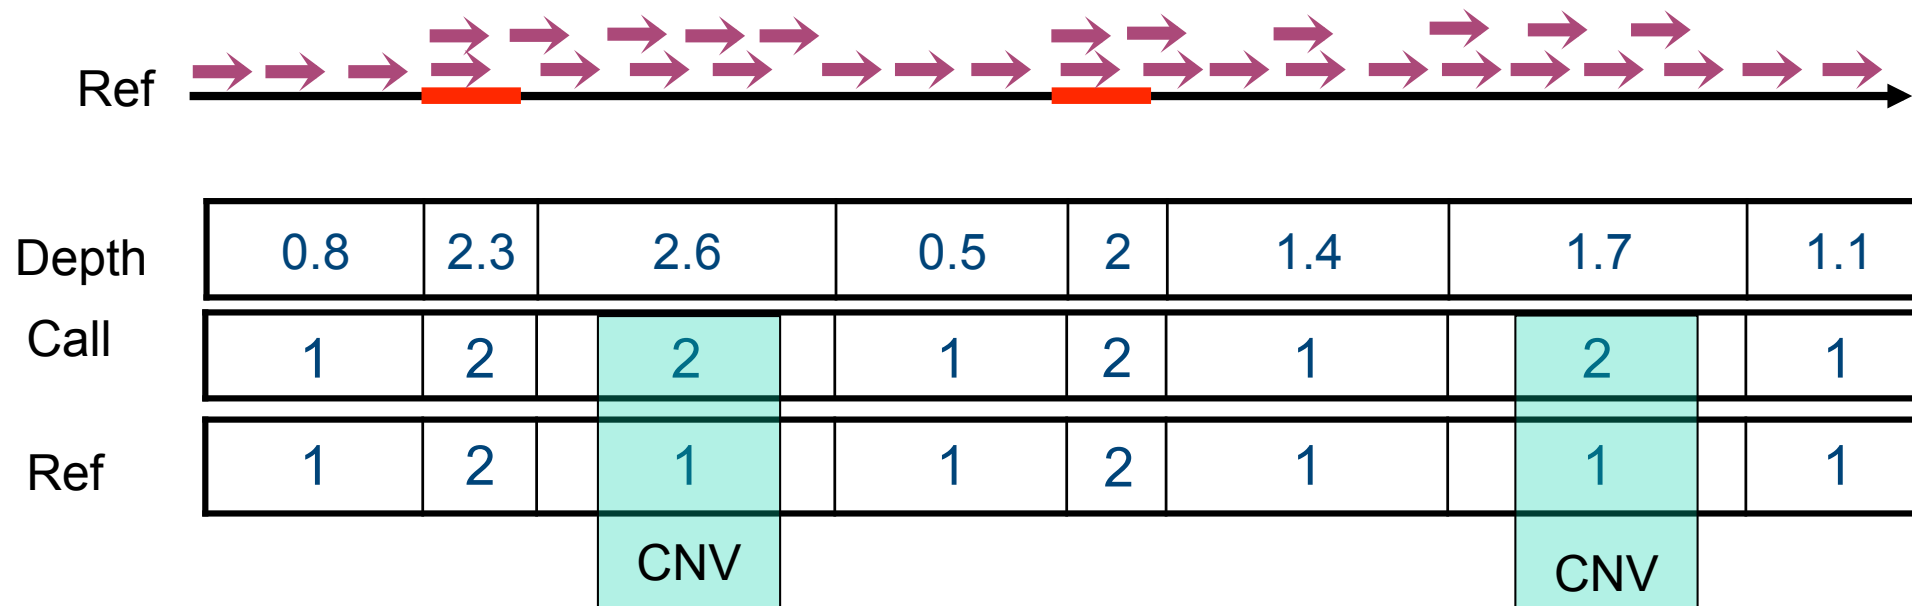 Ref
Depth 0.8 2.3 2.6 0.5 2 1.4 1.7 1.1
Call 1 2 2 1 2 1 2 1
Ref 1 2 1 1 2 1 1 1
CNV CNV